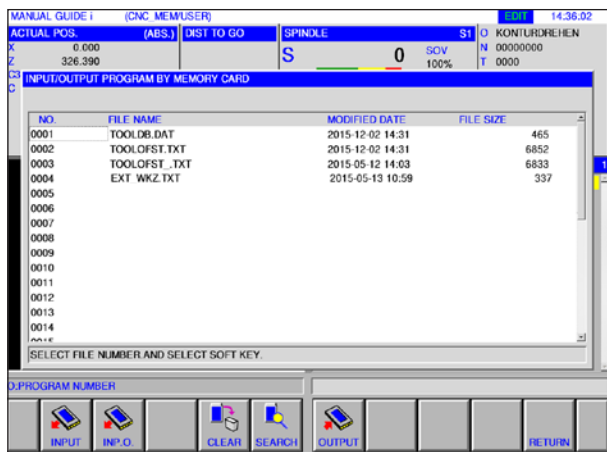 MANUAL GUIDE i (CNC_MEM/USER) EDIT 14:36:02
ACTUAL POS. (ABS.) DIST TO GO SPINDLE S1 O KONTURDREHEN
X 0.000 S 0 SOV N 00000000
Z 326.390 100% T 0000
C3
C
INPUT/OUTPUT PROGRAM BY MEMORY CARD
NO. FILE NAME MODIFIED DATE FILE SIZE
0001 TOOLDB.DAT 2015-12-02 14:31 465
0002 TOOLOFST.TXT 2015-12-02 14:31 6852
0003 TOOLOFST_.TXT 2015-05-12 14:03 6833
0004 EXT_WKZ.TXT 2015-05-13 10:59 337
0005
0006
0007
0008
0009
0010
0011
0012
0013
0014
0015
SELECT FILE NUMBER AND SELECT SOFT KEY.
O:PROGRAM NUMBER
INPUT INP.O. CLEAR SEARCH OUTPUT RETURN